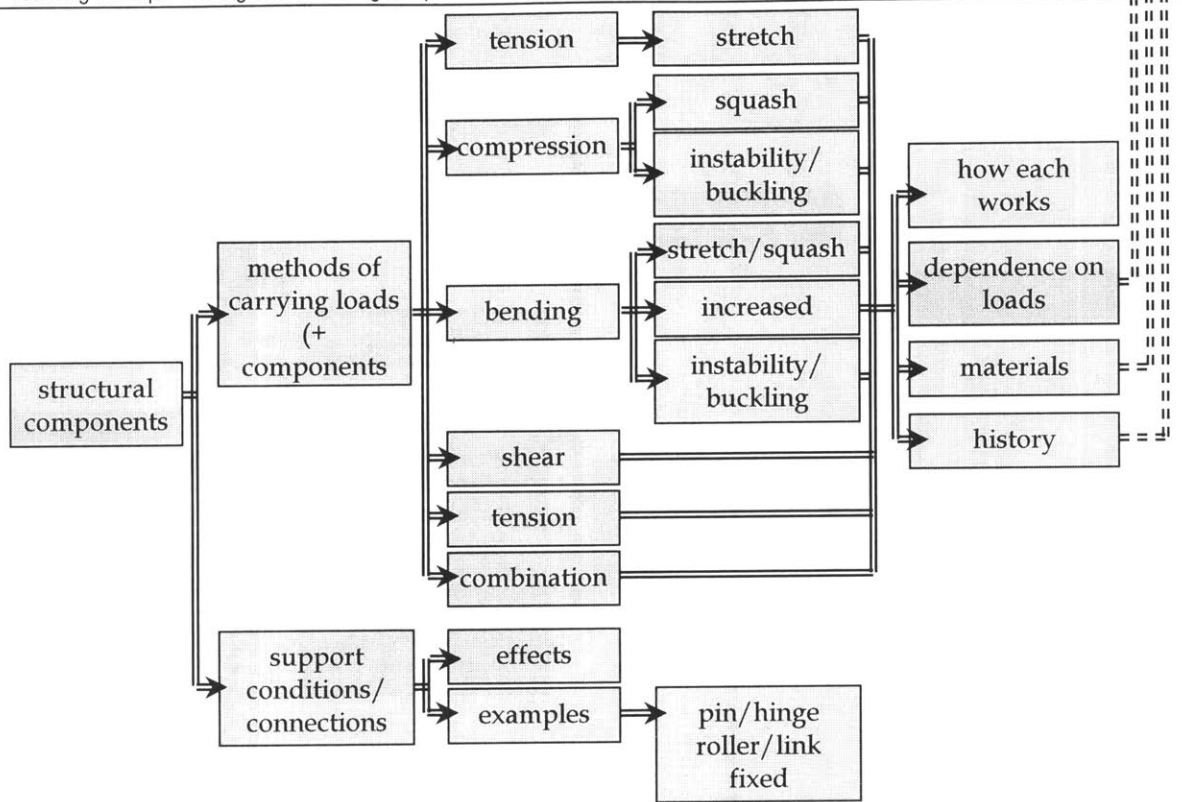 tension
stretch
squash
compression
instability/
buckling
how each
works
methods of
carrying loads
(+
components
stretch/squash
dependence on
loads
bending
increased
instability/
buckling
materials
structural
components
shear
history
tension
combination
support
conditions/
connections
effects
examples
pin/hinge
roller/link
fixed